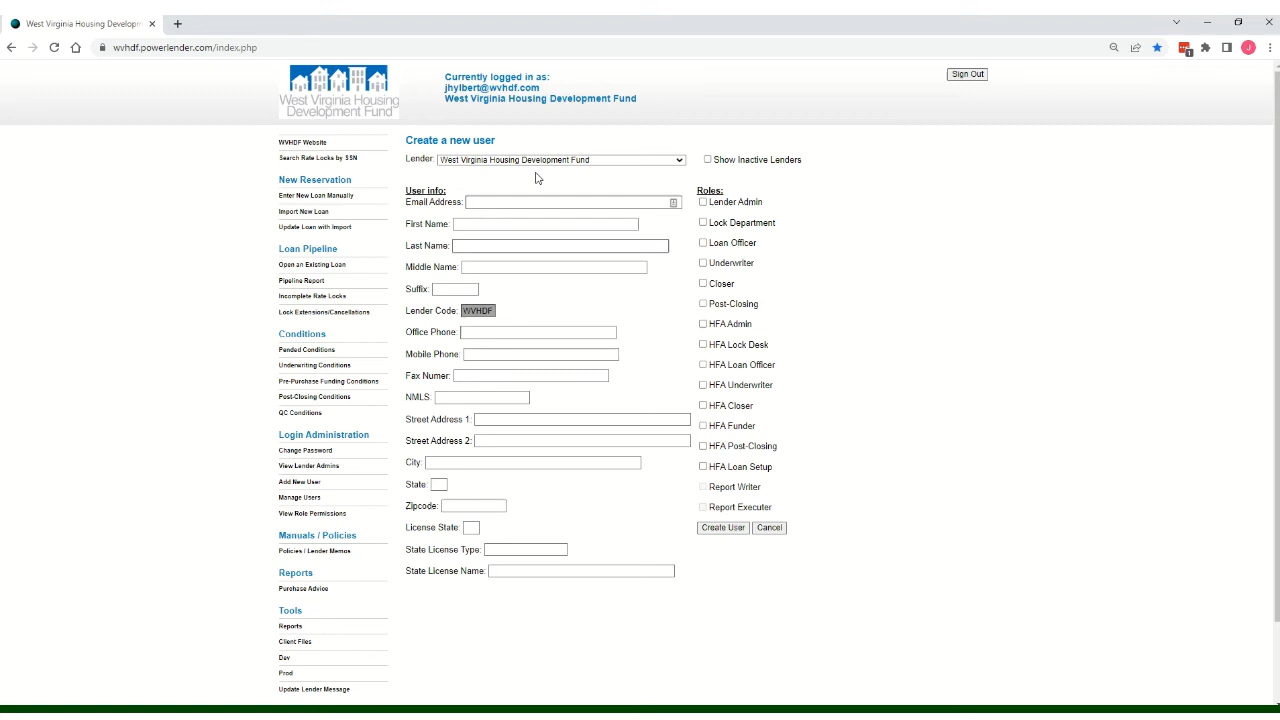 West Virginia Housing Develop
wvhdf.powerlender.com/index.php
1
J
West Virginia Housing
Development Fund
Currently logged in as:
jhylbert@wvhdf.com
West Virginia Housing Development Fund
Sign Out
WVHDF Website
Search Rate Locks by SSN
New Reservation
Enter New Loan Manually
Import New Loan
Update Loan with Import
Loan Pipeline
Open an Existing Loan
Pipeline Report
Incomplete Rate Locks
Lock Extensions/Cancellations
Conditions
Pended Conditions
Underwriting Conditions
Pre-Purchase Funding Conditions
Post-Closing Conditions
QC Conditions
Login Administration
Change Password
View Lender Admins
Add New User
Manage Users
View Role Permissions
Manuals / Policies
Policies / Lender Memos
Reports
Purchase Advice
Tools
Reports
Client Files
Dev
Prod
Update Lender Message
Create a new user
Lender: West Virginia Housing Development Fund
Show Inactive Lenders
User info:
Email Address:
First Name:
Last Name:
Middle Name:
Suffix:
Lender Code: WVHDF
Office Phone:
Mobile Phone:
Fax Numer:
NMLS:
Street Address 1:
Street Address 2:
City:
State:
Zipcode:
License State:
State License Type:
State License Name:
Roles:
Lender Admin
Lock Department
Loan Officer
Underwriter
Closer
Post-Closing
HFA Admin
HFA Lock Desk
HFA Loan Officer
HFA Underwriter
HFA Closer
HFA Funder
HFA Post-Closing
HFA Loan Setup
Report Writer
Report Executer
Create User Cancel